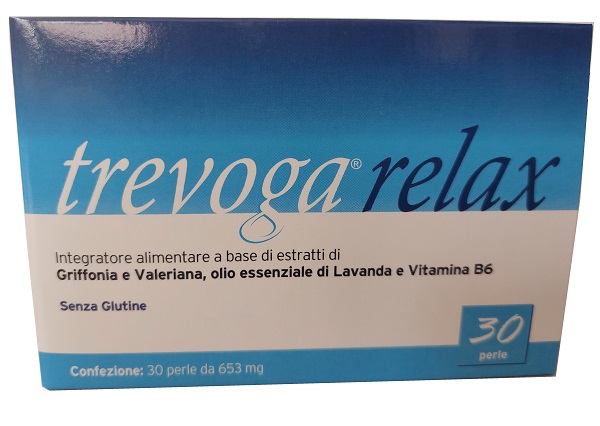 trevoga® relax
Integratore alimentare a base di estratti di
Griffonia e Valeriana, olio essenziale di Lavanda e Vitamina B6
Senza Glutine
30
perle
Confezione: 30 perle da 653 mg